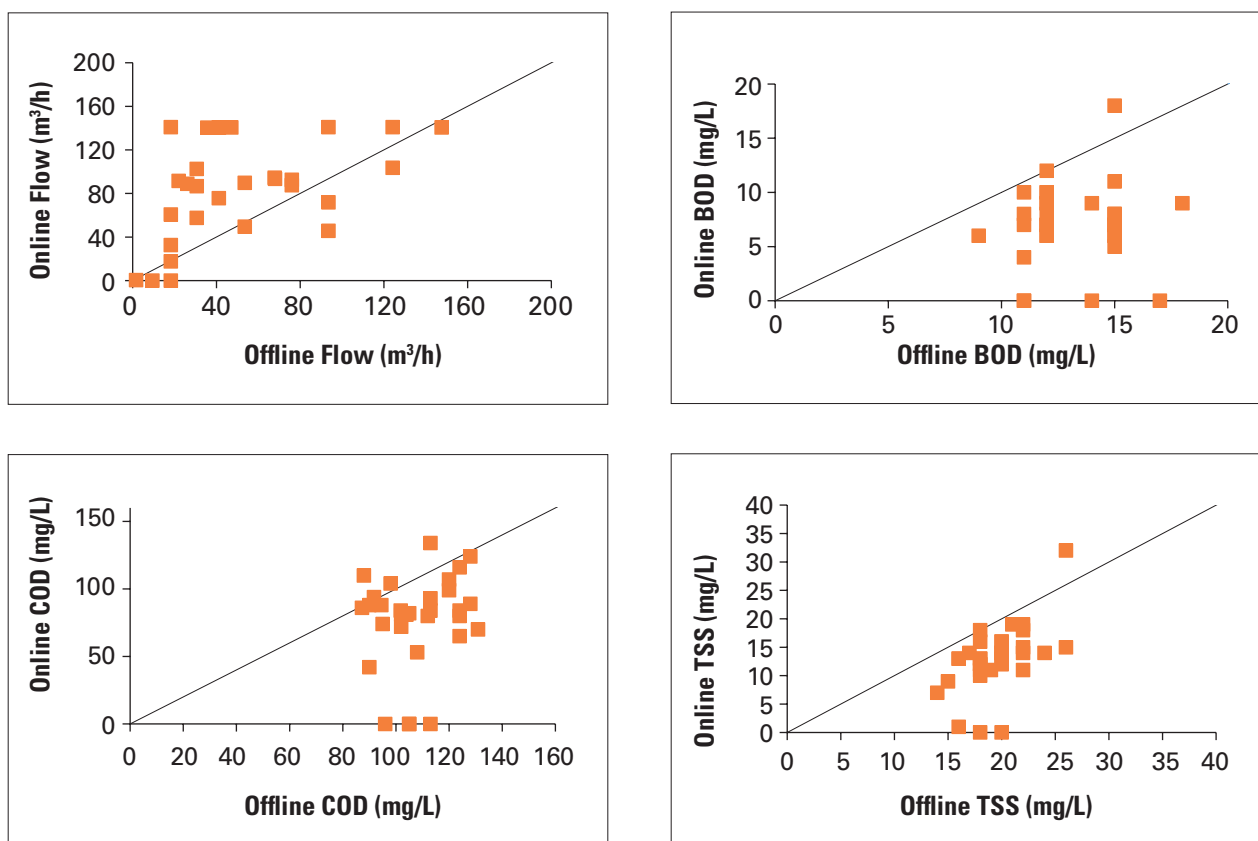 200
160
120
80
40
0
Online Flow (m³/h)
0 40 80 120 160 200
Offline Flow (m³/h)
20
15
10
5
0
Online BOD (mg/L)
0 5 10 15 20
Offline BOD (mg/L)
150
100
50
0
Online COD (mg/L)
0 20 40 60 80 100 120 140 160
Offline COD (mg/L)
40
35
30
25
20
15
10
5
0
Online TSS (mg/L)
0 5 10 15 20 25 30 35 40
Offline TSS (mg/L)